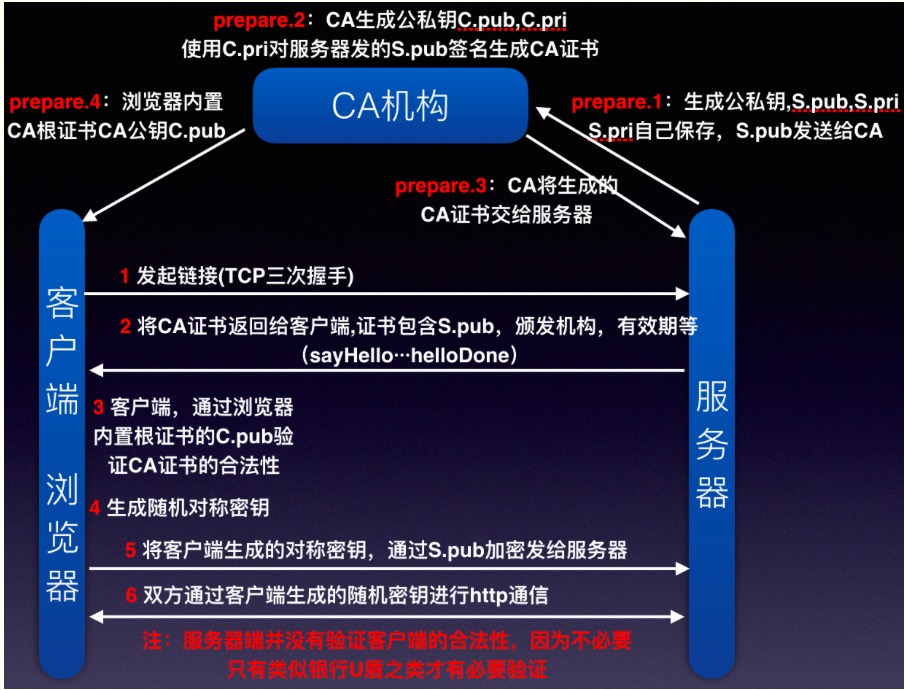 prepare.2：CA生成公私钥C.pub,C.pri
使用C.pri对服务器发的S.pub签名生成CA证书
prepare.4：浏览器内置
CA根证书CA公钥C.pub
CA机构
prepare.1：生成公私钥,S.pub,S.pri
S.pri自己保存，S.pub发送给CA
prepare.3：CA将生成的
CA证书交给服务器
客户端 浏览器
服务器
1 发起链接(TCP三次握手)
2 将CA证书返回给客户端,证书包含S.pub，颁发机构，有效期等
（sayHello…helloDone）
3 客户端，通过浏览器
内置根证书的C.pub验
证CA证书的合法性
4 生成随机对称密钥
5 将客户端生成的对称密钥，通过S.pub加密发给服务器
6 双方通过客户端生成的随机密钥进行http通信
注：服务器端并没有验证客户端的合法性，因为不必要
只有类似银行U盾之类才有必要验证